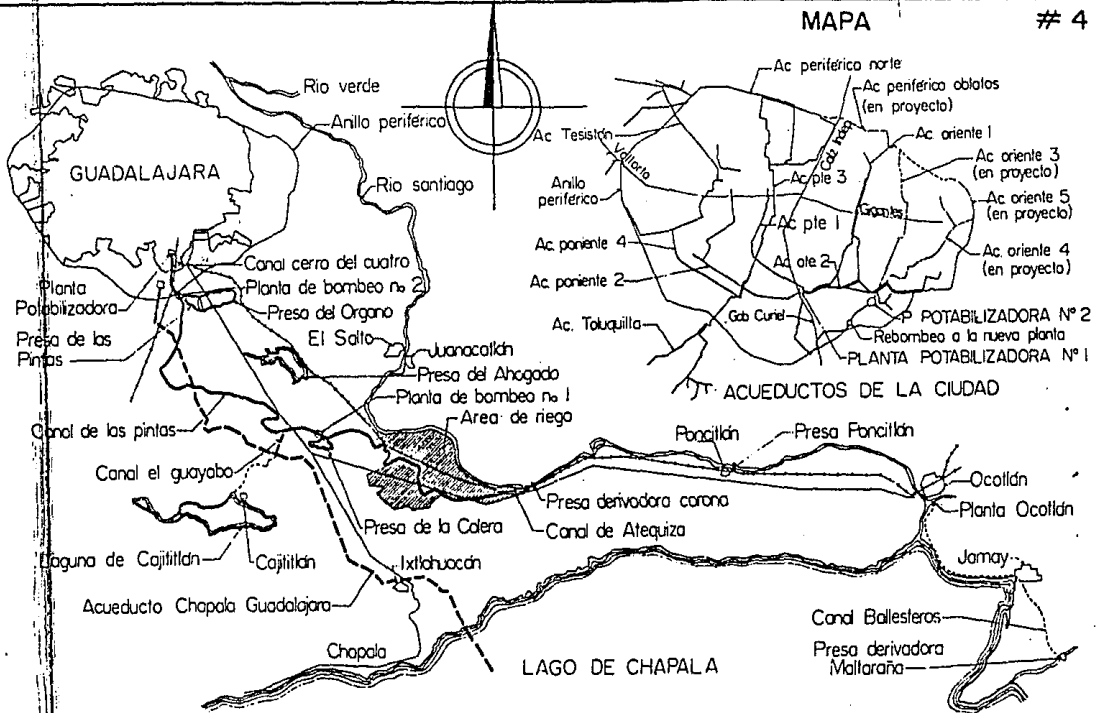 MAPA # 4
Rio verde
Anillo periférico
GUADALAJARA
Rio santiago
Canal cerro del cuatro
Planta
Potabilizadora
Planta de bombeo no 2
Presa del Organo
Presa de las
Pintas
El Salto
Juanacatlán
Presa del Ahogado
Planta de bombeo no 1
Area de riego
Canal de las pintas
Canal el guayabo
Poncitlán
Presa Poncitlán
Ocotlán
Planta Ocotlán
Presa derivadora corona
Canal de Atequiza
Presa de la Calera
Laguna de Cajititlán
Cajititlán
Ixtlahuacán
Acueducto Chapala Guadalajara
Jamay
Canal Ballesteros
Presa derivadora
Maltaraña
Chapala
LAGO DE CHAPALA
Ac periférico norte
Ac periférico oblatos
(en proyecto)
Ac Tesistán
Vallarta
Calz Indep
Ac. oriente 1
Ac oriente 3
(en proyecto)
Anillo
periférico
Ac pte 3
Gigantes
Ac oriente 5
(en proyecto)
Ac pte 1
Ac. poniente 4
Ac. oriente 4
(en proyecto)
Ac ote 2
Ac. poniente 2
Gob Curiel
P POTABILIZADORA Nº 2
Ac. Toluquilla
Rebombeo a la nueva planta
PLANTA POTABILIZADORA Nº 1
ACUEDUCTOS DE LA CIUDAD